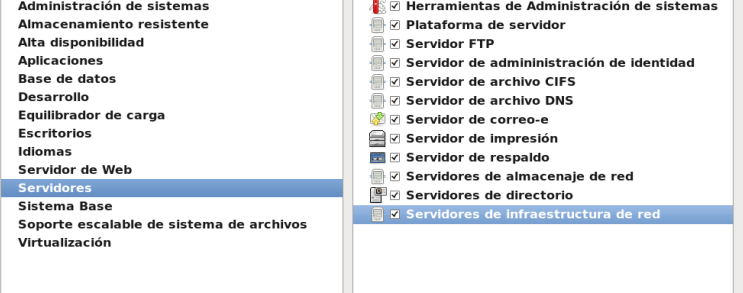 Administración de sistemas
Almacenamiento resistente
Alta disponibilidad
Aplicaciones
Base de datos
Desarrollo
Equilibrador de carga
Escritorios
Idiomas
Servidor de Web
Servidores
Sistema Base
Soporte escalable de sistema de archivos
Virtualización
Herramientas de Administración de sistemas
Plataforma de servidor
Servidor FTP
Servidor de admininistración de identidad
Servidor de archivo CIFS
Servidor de archivo DNS
Servidor de correo-e
Servidor de impresión
Servidor de respaldo
Servidores de almacenaje de red
Servidores de directorio
Servidores de infraestructura de red